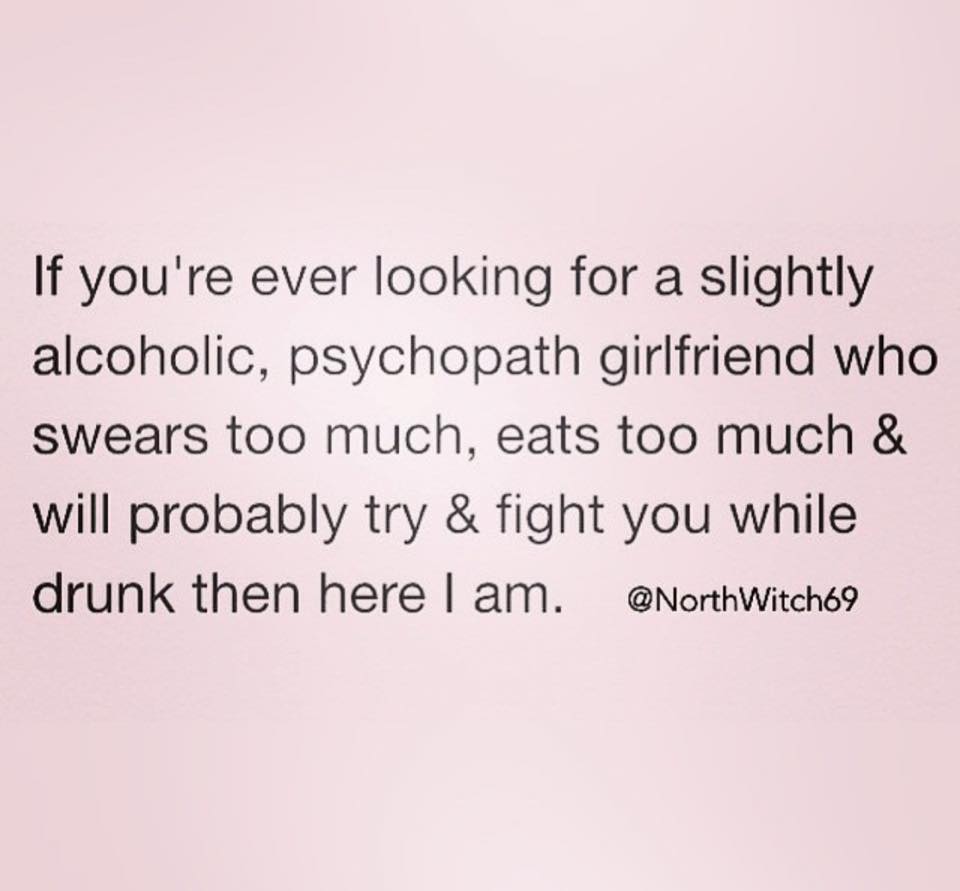 If you're ever looking for a slightly
alcoholic, psychopath girlfriend who
swears too much, eats too much &
will probably try & fight you while
drunk then here I am. @NorthWitch69